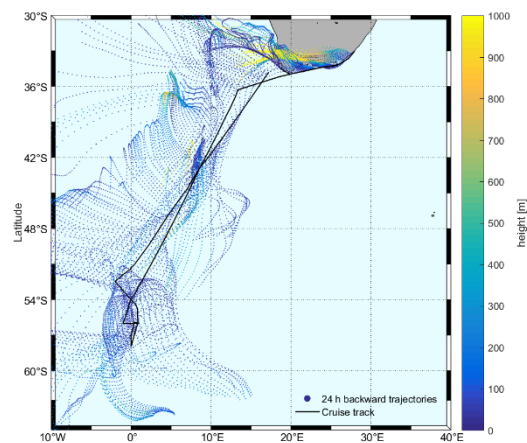 30°S
36°S
42°S
48°S
54°S
60°S
Latitude
10°W
0°
10°E
20°E
30°E
40°E
24 h backward trajectories
Cruise track
1000
900
800
700
600
500
400
300
200
100
0
height [m]